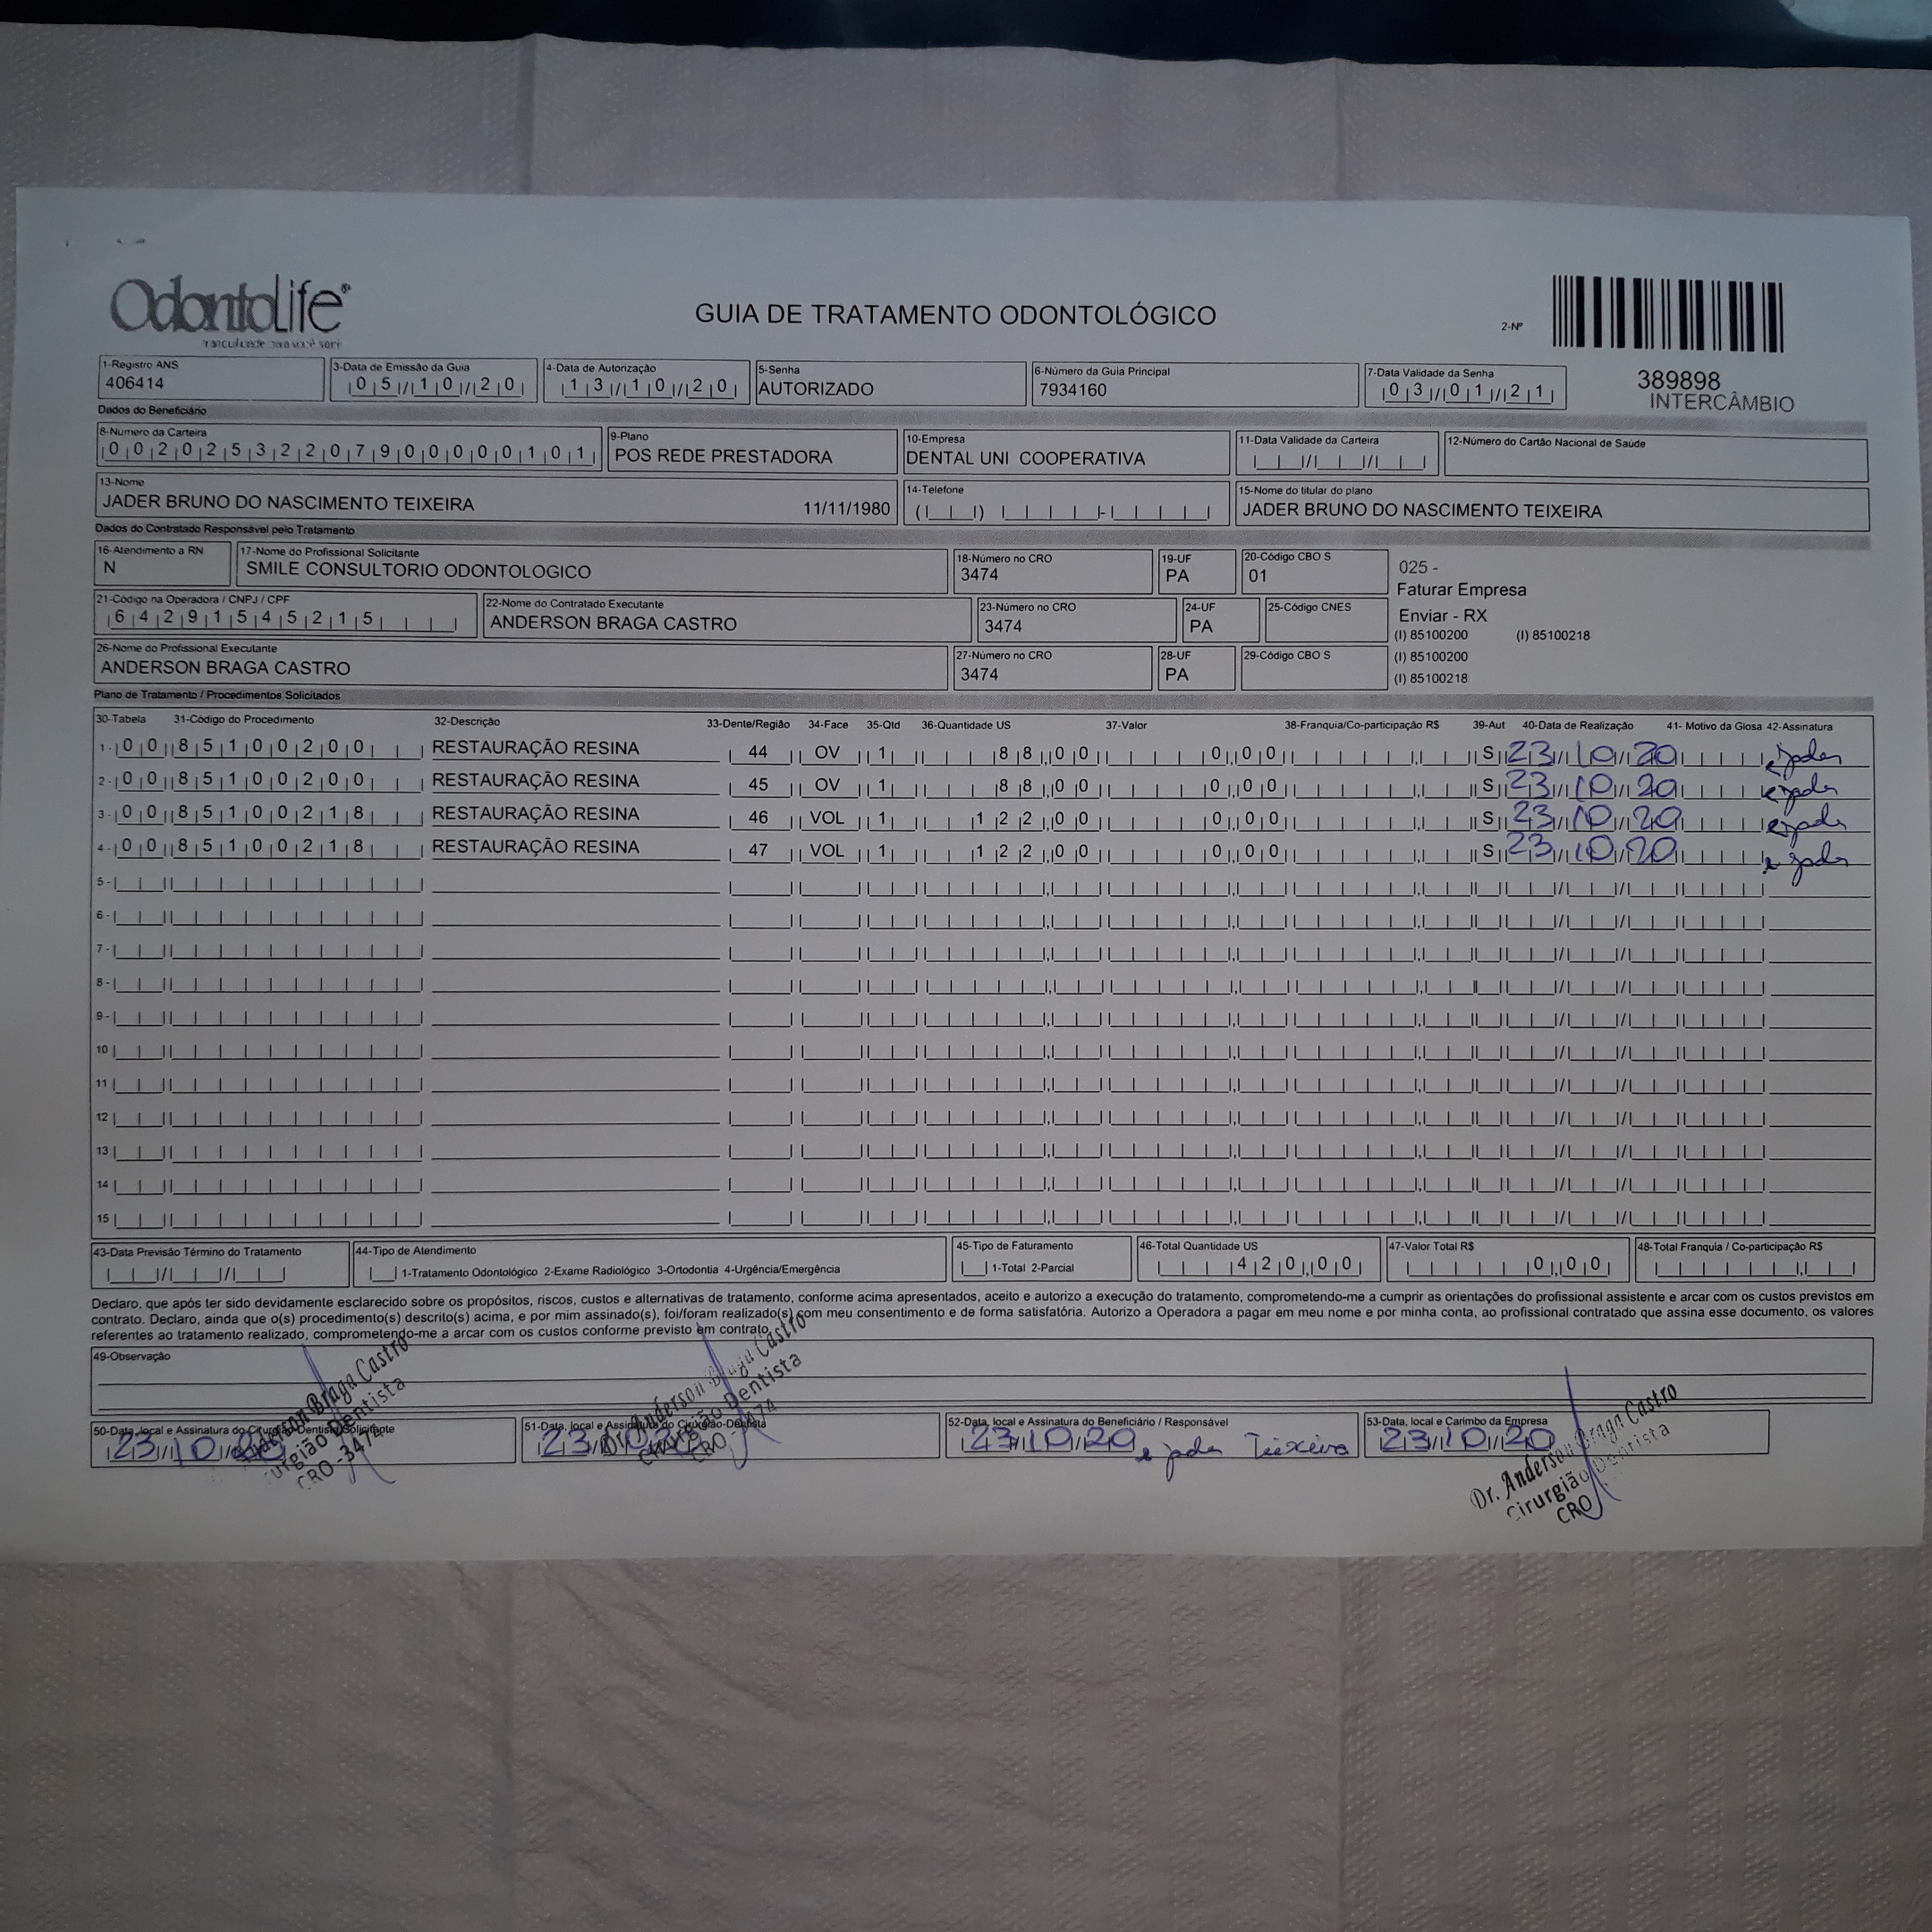 OdontoLife®
GUIA DE TRATAMENTO ODONTOLÓGICO
2-Nº
389898
INTERCÂMBIO
1-Registro ANS
406414
3-Data de Emissão da Guia
05/10/20
4-Data de Autorização
13/10/20
5-Senha
AUTORIZADO
6-Número da Guia Principal
7934160
7-Data Validade da Senha
03/01/21
Dados do Beneficiário
8-Número da Carteira
00202532207900000101
9-Plano
POS REDE PRESTADORA
10-Empresa
DENTAL UNI COOPERATIVA
11-Data Validade da Carteira
12-Número do Cartão Nacional de Saúde
13-Nome
JADER BRUNO DO NASCIMENTO TEIXEIRA 11/11/1980
14-Telefone
15-Nome do titular do plano
JADER BRUNO DO NASCIMENTO TEIXEIRA
Dados do Contratado Responsável pelo Tratamento
16-Atendimento a RN
N
17-Nome do Profissional Solicitante
SMILE CONSULTORIO ODONTOLOGICO
18-Número no CRO
3474
19-UF
PA
20-Código CBO S
01
025 -
Faturar Empresa
Enviar - RX
(I) 85100200 (I) 85100218
(I) 85100200
(I) 85100218
21-Código na Operadora / CNPJ / CPF
64291545215
22-Nome do Contratado Executante
ANDERSON BRAGA CASTRO
23-Número no CRO
3474
24-UF
PA
25-Código CNES
26-Nome do Profissional Executante
ANDERSON BRAGA CASTRO
27-Número no CRO
3474
28-UF
PA
29-Código CBO S
Plano de Tratamento / Procedimentos Solicitados
30-Tabela 31-Código do Procedimento 32-Descrição 33-Dente/Região 34-Face 35-Qtd 36-Quantidade US 37-Valor 38-Franquia/Co-participação R$ 39-Aut 40-Data de Realização 41- Motivo da Glosa 42-Assinatura
1- 00 85100200 RESTAURAÇÃO RESINA 44 OV 1 88,00 0,00 S 23/10/20
2- 00 85100200 RESTAURAÇÃO RESINA 45 OV 1 88,00 0,00 S 23/10/20
3- 00 85100218 RESTAURAÇÃO RESINA 46 VOL 1 122,00 0,00 S 23/10/20
4- 00 85100218 RESTAURAÇÃO RESINA 47 VOL 1 122,00 0,00 S 23/10/20
5-
6-
7-
8-
9-
10
11
12
13
14
15
43-Data Previsão Término do Tratamento
44-Tipo de Atendimento
1-Tratamento Odontológico 2-Exame Radiológico 3-Ortodontia 4-Urgência/Emergência
45-Tipo de Faturamento
1-Total 2-Parcial
46-Total Quantidade US
420,00
47-Valor Total R$
0,00
48-Total Franquia / Co-participação R$
Declaro, que após ter sido devidamente esclarecido sobre os propósitos, riscos, custos e alternativas de tratamento, conforme acima apresentados, aceito e autorizo a execução do tratamento, comprometendo-me a cumprir as orientações do profissional assistente e arcar com os custos previstos em
contrato. Declaro, ainda que o(s) procedimento(s) descrito(s) acima, e por mim assinado(s), foi/foram realizado(s) com meu consentimento e de forma satisfatória. Autorizo a Operadora a pagar em meu nome e por minha conta, ao profissional contratado que assina esse documento, os valores
referentes ao tratamento realizado, comprometendo-me a arcar com os custos conforme previsto em contrato.
49-Observação
50-Data, local e Assinatura do Cirurgião-Dentista Solicitante
23/10/20
51-Data, local e Assinatura do Cirurgião-Dentista
23/10/20
52-Data, local e Assinatura do Beneficiário / Responsável
23/10/20 Teixeira
53-Data, local e Carimbo da Empresa
23/10/20
Anderson Braga Castro
Cirurgião Dentista
CRO -3474
Anderson Braga Castro
Cirurgião Dentista
CRO -3474
Dr. Anderson Braga Castro
Cirurgião Dentista
CRO